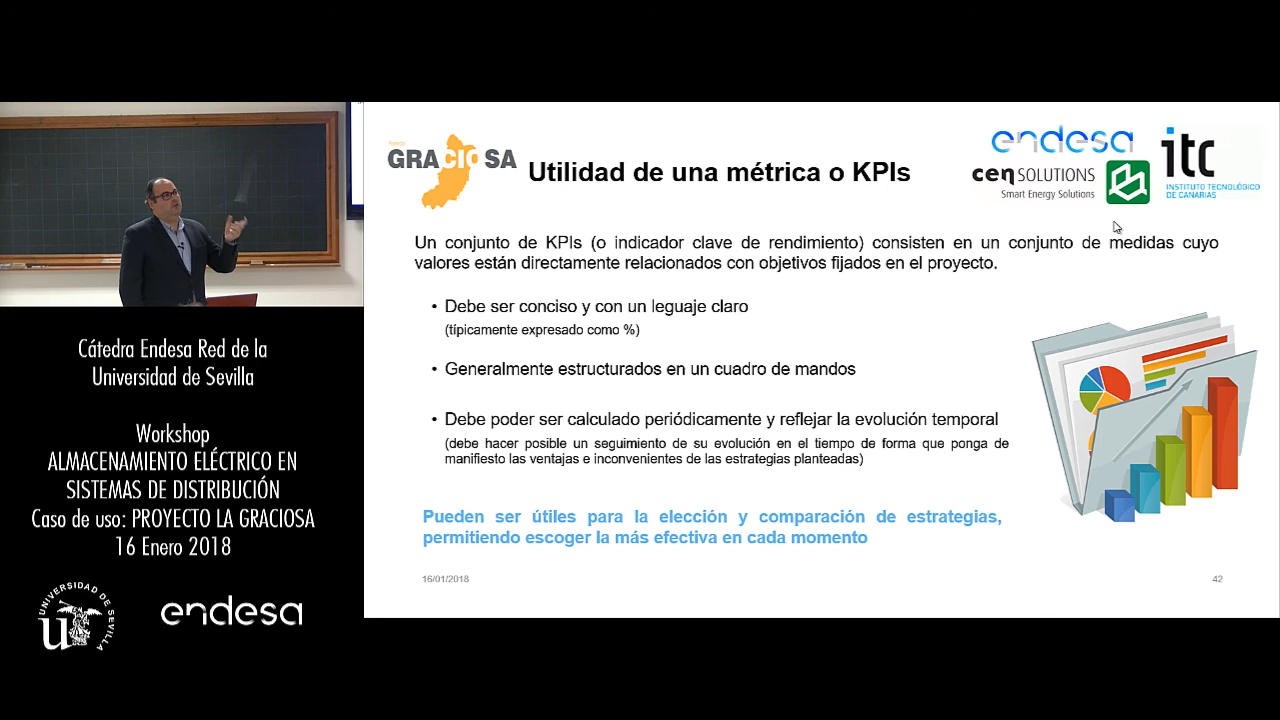 GRACIOSA
Utilidad de una métrica o KPIs
endesa
cen SOLUTIONS
Smart Energy Solutions
itc
INSTITUTO TECNOLÓGICO
DE CANARIAS
Un conjunto de KPIs (o indicador clave de rendimiento) consisten en un conjunto de medidas cuyo
valores están directamente relacionados con objetivos fijados en el proyecto.
• Debe ser conciso y con un leguaje claro
(típicamente expresado como %)
• Generalmente estructurados en un cuadro de mandos
• Debe poder ser calculado periódicamente y reflejar la evolución temporal
(debe hacer posible un seguimiento de su evolución en el tiempo de forma que ponga de
manifiesto las ventajas e inconvenientes de las estrategias planteadas)
Pueden ser útiles para la elección y comparación de estrategias,
permitiendo escoger la más efectiva en cada momento
16/01/2018
42
Cátedra Endesa Red de la
Universidad de Sevilla
Workshop
ALMACENAMIENTO ELÉCTRICO EN
SISTEMAS DE DISTRIBUCIÓN
Caso de uso: PROYECTO LA GRACIOSA
16 Enero 2018
UNIVERSIDAD DE SEVILLA
endesa